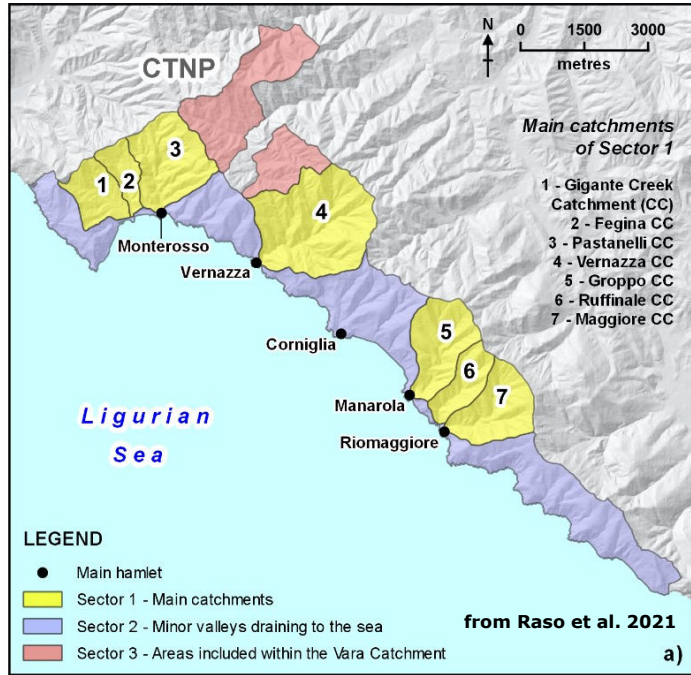 CTNP
N
0 1500 3000
metres
Main catchments
of Sector 1
1 - Gigante Creek
Catchment (CC)
2 - Fegina CC
3 - Pastanelli CC
4 - Vernazza CC
5 - Groppo CC
6 - Ruffinale CC
7 - Maggiore CC
1
2
3
4
5
6
7
Monterosso
Vernazza
Corniglia
Manarola
Riomaggiore
Ligurian
Sea
LEGEND
Main hamlet
Sector 1 - Main catchments
Sector 2 - Minor valleys draining to the sea
Sector 3 - Areas included within the Vara Catchment
from Raso et al. 2021
a)